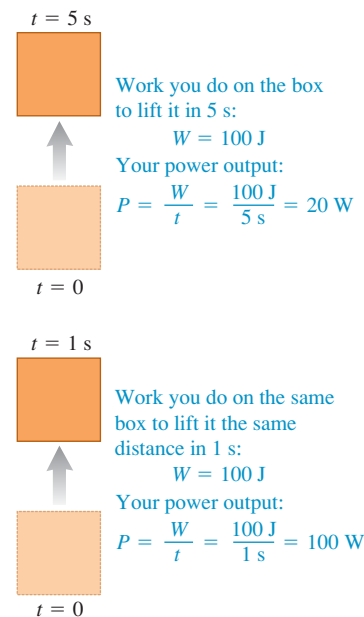 t = 5 s
Work you do on the box
to lift it in 5 s:
W = 100 J
Your power output:
P = W/t = 100 J/5 s = 20 W
t = 0
t = 1 s
Work you do on the same
box to lift it the same
distance in 1 s:
W = 100 J
Your power output:
P = W/t = 100 J/1 s = 100 W
t = 0